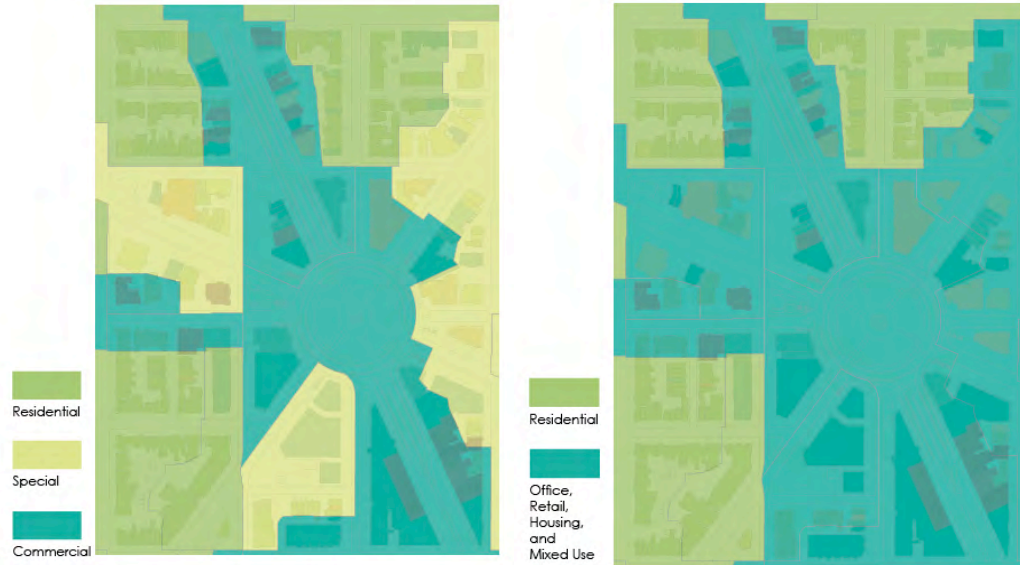 Residential
Special
Commercial
Residential
Office,
Retail,
Housing,
and
Mixed Use